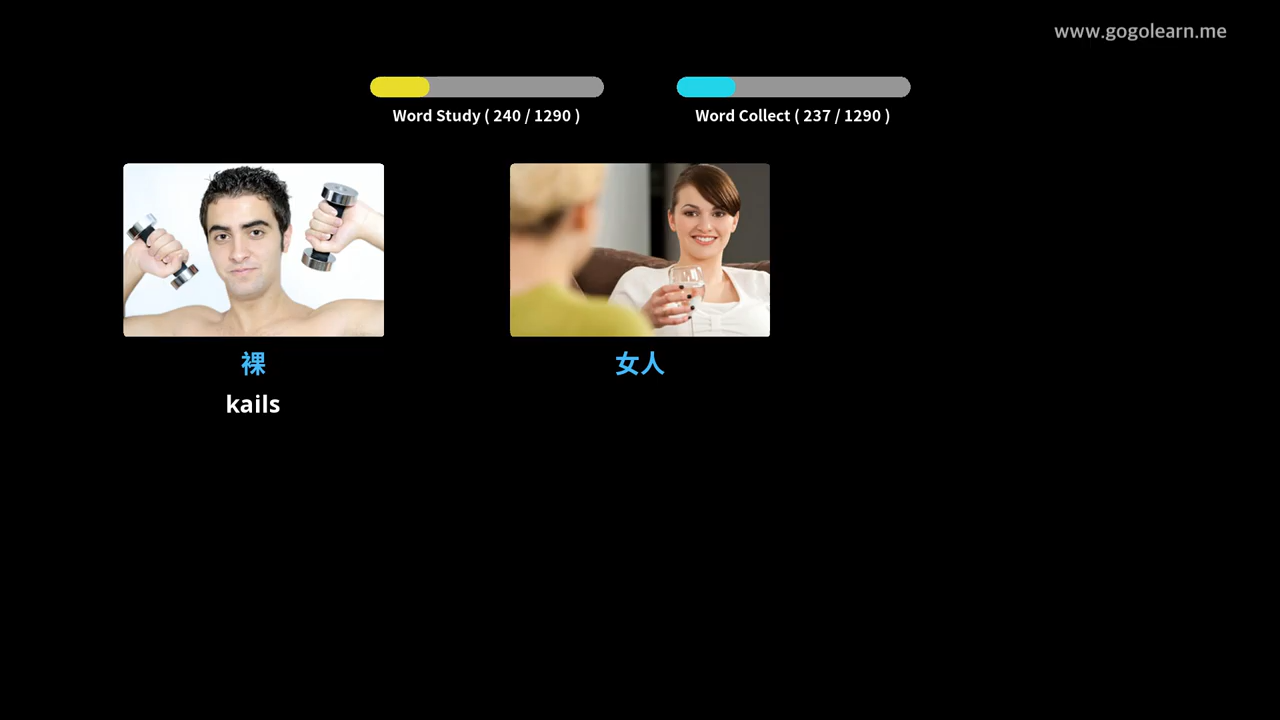 www.gogolearn.me
Word Study ( 240 / 1290 )
Word Collect ( 237 / 1290 )
裸
kails
女人